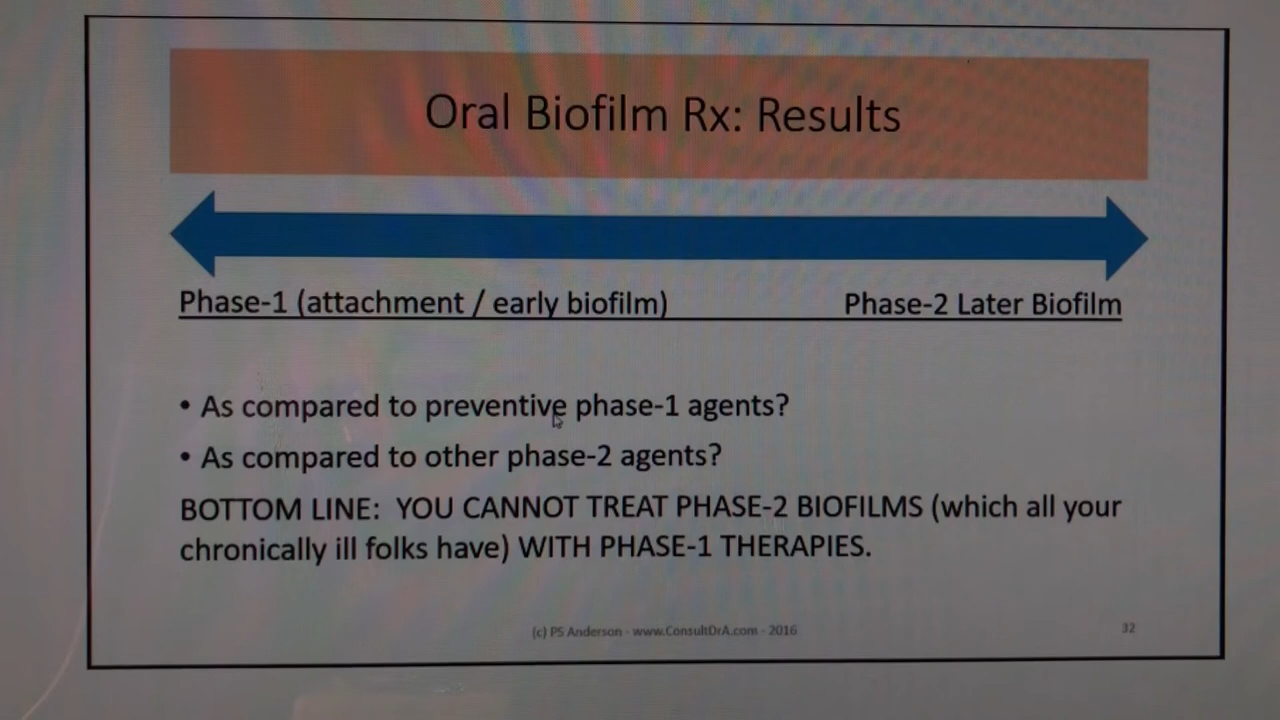 Oral Biofilm Rx: Results
Phase-1 (attachment / early biofilm) Phase-2 Later Biofilm
• As compared to preventive phase-1 agents?
• As compared to other phase-2 agents?
BOTTOM LINE: YOU CANNOT TREAT PHASE-2 BIOFILMS (which all your
chronically ill folks have) WITH PHASE-1 THERAPIES.
(c) PS Anderson - www.ConsultDrA.com - 2016
32